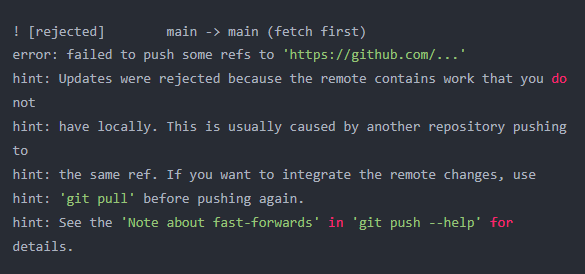 ! [rejected]        main -> main (fetch first)
error: failed to push some refs to 'https://github.com/...'
hint: Updates were rejected because the remote contains work that you do
not
hint: have locally. This is usually caused by another repository pushing
to
hint: the same ref. If you want to integrate the remote changes, use
hint: 'git pull' before pushing again.
hint: See the 'Note about fast-forwards' in 'git push --help' for
details.